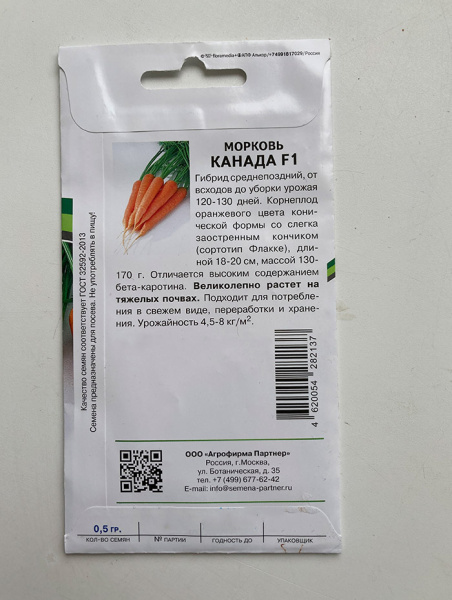 МОРКОВЬ
КАНАДА F1
Гибрид среднепоздний, от
всходов до уборки урожая
120-130 дней. Корнеплод
оранжевого цвета кони-
ческой формы со слегка
заостренным кончиком
(сортотип Флакке), дли-
ной 18-20 см, массой 130-
170 г. Отличается высоким содержанием
бета-каротина. Великолепно растет на
тяжелых почвах. Подходит для потребле-
ния в свежем виде, переработки и хране-
ния. Урожайность 4,5-8 кг/м².
Качество семян соответствует ГОСТ 32592-2013
Семена предназначены для посева. Не употреблять в пищу!
4 620054 282137
ООО «Агрофирма Партнер»
Россия, г.Москва,
ул. Ботаническая, д. 35
тел. +7 (499) 677-62-42
E-mail: info@semena-partner.ru
0,5 ГР.
КОЛ-ВО СЕМЯН
№ ПАРТИИ
ГОДНОСТЬ ДО
УПАКОВЩИК